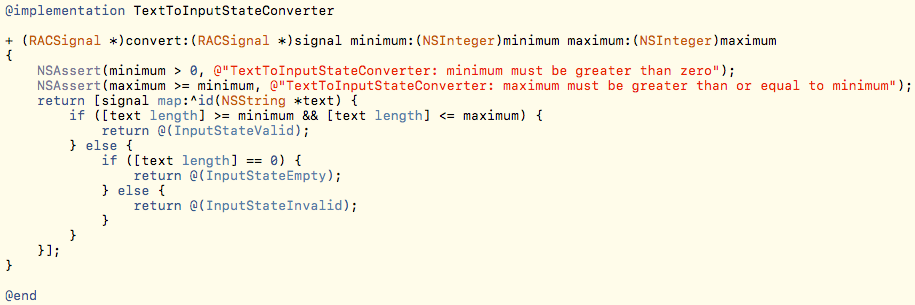 @implementation TextToInputStateConverter

+ (RACSignal *)convert:(RACSignal *)signal minimum:(NSInteger)minimum maximum:(NSInteger)maximum
{
    NSAssert(minimum > 0, @"TextToInputStateConverter: minimum must be greater than zero");
    NSAssert(maximum >= minimum, @"TextToInputStateConverter: maximum must be greater than or equal to minimum");
    return [signal map:^id(NSString *text) {
        if ([text length] >= minimum && [text length] <= maximum) {
            return @(InputStateValid);
        } else {
            if ([text length] == 0) {
                return @(InputStateEmpty);
            } else {
                return @(InputStateInvalid);
            }
        }
    }];
}

@end